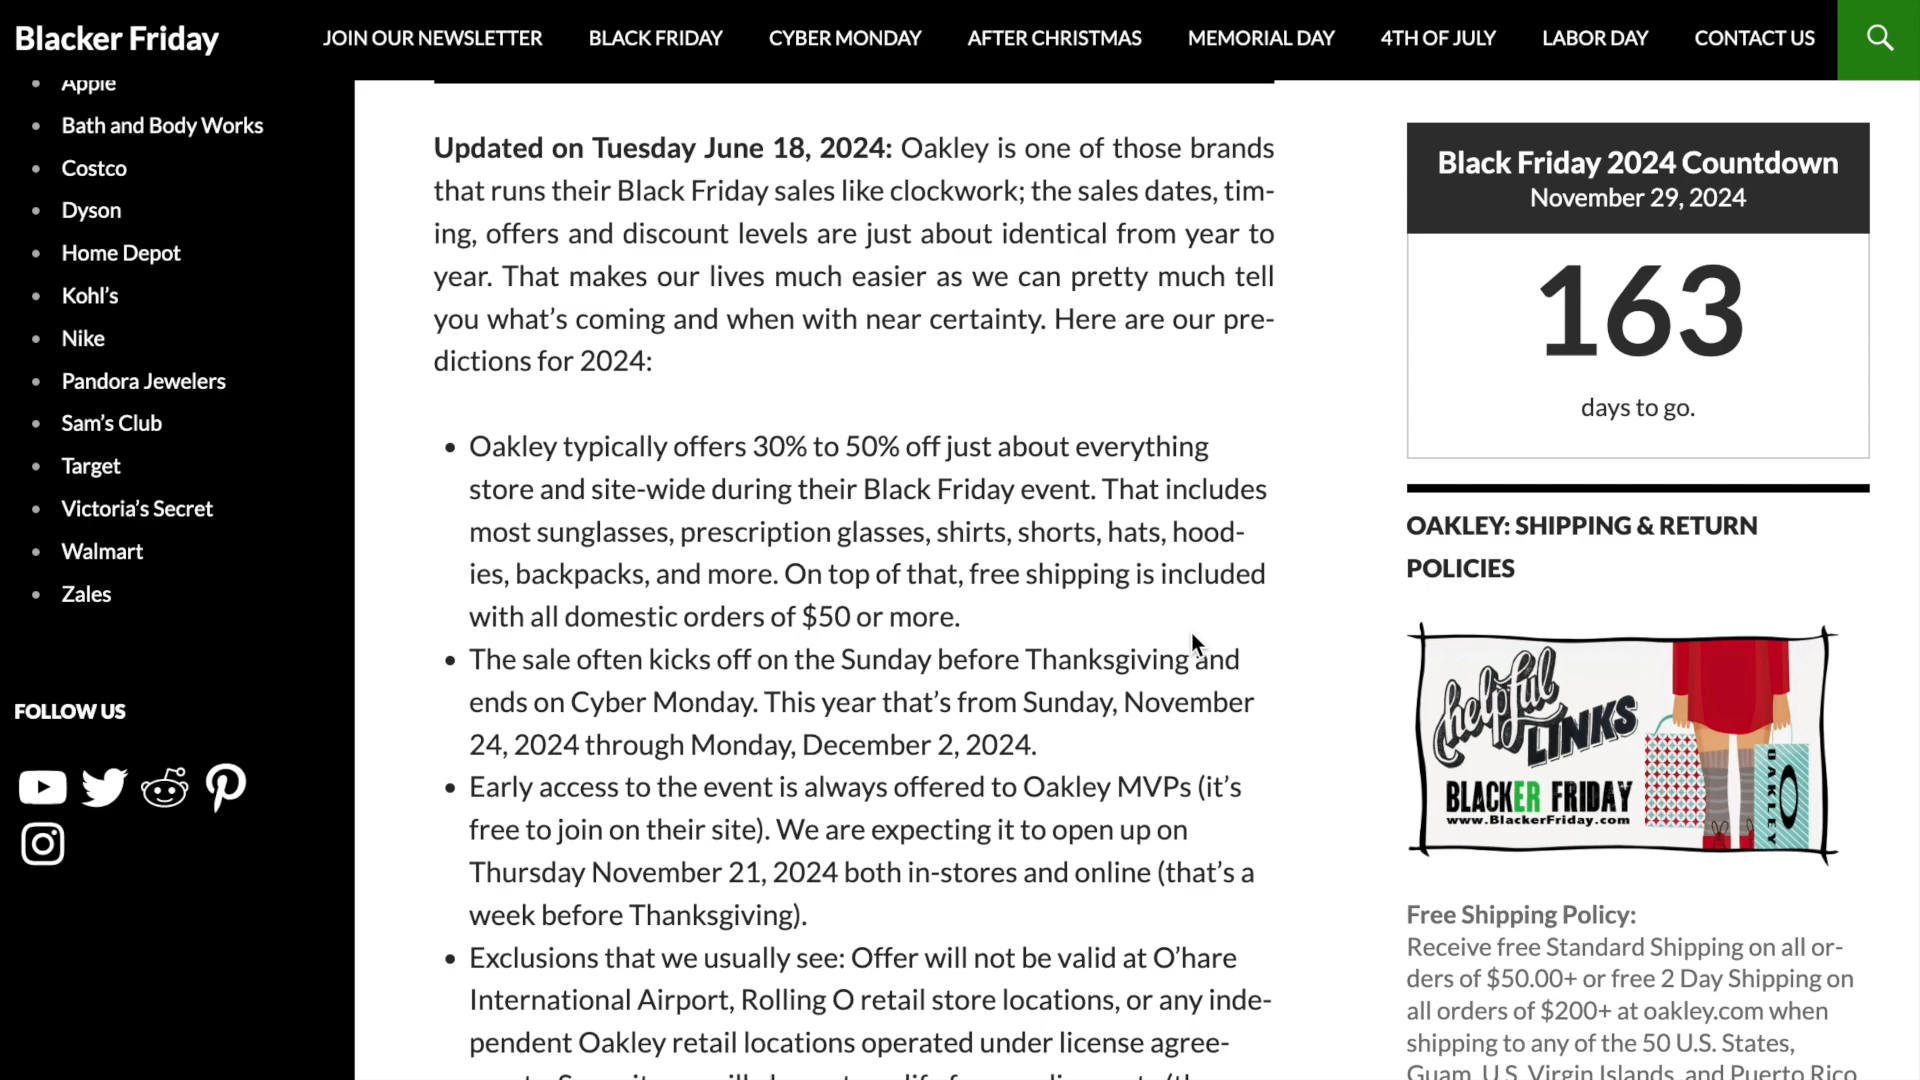 Blacker Friday
JOIN OUR NEWSLETTER
BLACK FRIDAY
CYBER MONDAY
AFTER CHRISTMAS
MEMORIAL DAY
4TH OF JULY
LABOR DAY
CONTACT US
Apple
Bath and Body Works
Costco
Dyson
Home Depot
Kohl's
Nike
Pandora Jewelers
Sam's Club
Target
Victoria's Secret
Walmart
Zales
FOLLOW US
Updated on Tuesday June 18, 2024: Oakley is one of those brands
that runs their Black Friday sales like clockwork; the sales dates, tim-
ing, offers and discount levels are just about identical from year to
year. That makes our lives much easier as we can pretty much tell
you what's coming and when with near certainty. Here are our pre-
dictions for 2024:
• Oakley typically offers 30% to 50% off just about everything
store and site-wide during their Black Friday event. That includes
most sunglasses, prescription glasses, shirts, shorts, hats, hood-
ies, backpacks, and more. On top of that, free shipping is included
with all domestic orders of $50 or more.
• The sale often kicks off on the Sunday before Thanksgiving and
ends on Cyber Monday. This year that's from Sunday, November
24, 2024 through Monday, December 2, 2024.
• Early access to the event is always offered to Oakley MVPs (it's
free to join on their site). We are expecting it to open up on
Thursday November 21, 2024 both in-stores and online (that's a
week before Thanksgiving).
• Exclusions that we usually see: Offer will not be valid at O'hare
International Airport, Rolling O retail store locations, or any inde-
pendent Oakley retail locations operated under license agree-
Black Friday 2024 Countdown
November 29, 2024
163
days to go.
OAKLEY: SHIPPING & RETURN
POLICIES
helpful
LINKS
BLACKER FRIDAY
www.BlackerFriday.com
OAKLEY
Free Shipping Policy:
Receive free Standard Shipping on all or-
ders of $50.00+ or free 2 Day Shipping on
all orders of $200+ at oakley.com when
shipping to any of the 50 U.S. States,
Guam, U.S. Virgin Islands, and Puerto Rico